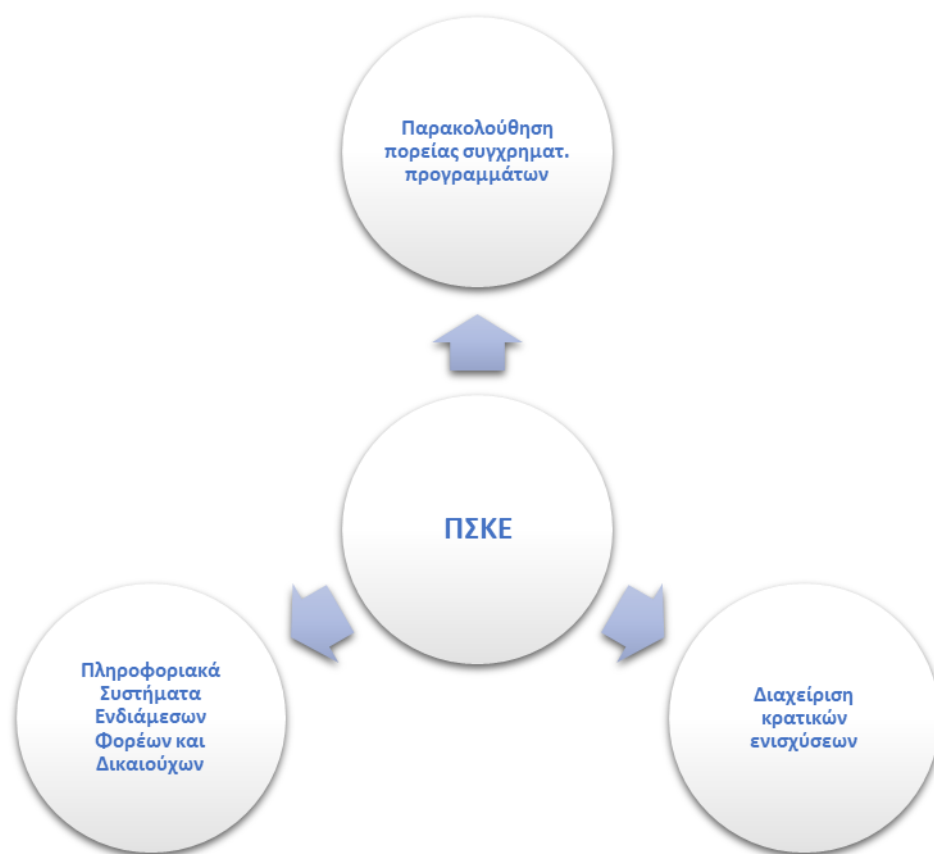 Παρακολούθηση
πορείας συγχρηματ.
προγραμμάτων
ΠΣΚΕ
Πληροφοριακά
Συστήματα
Ενδιάμεσων
Φορέων και
Δικαιούχων
Διαχείριση
κρατικών
ενισχύσεων